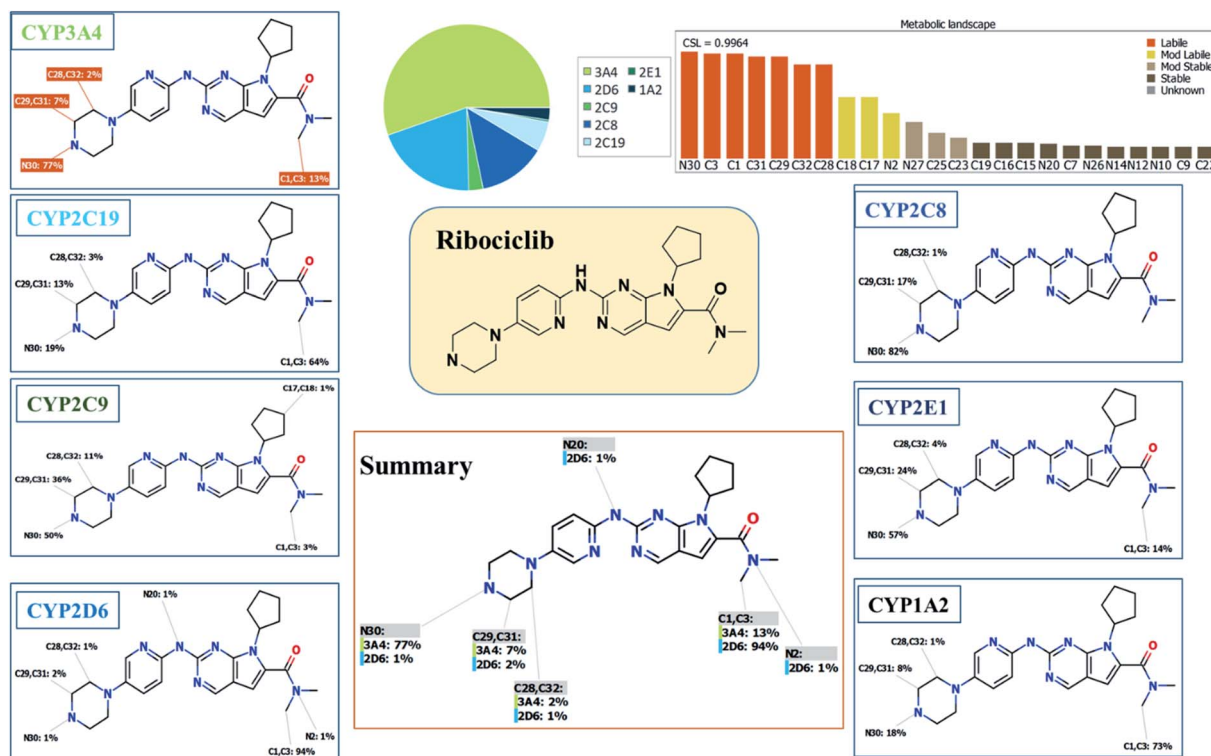 CYP3A4
C28,C32: 2%
C29,C31: 7%
N30: 77%
C1,C3: 13%
3A4
2D6
2C9
2C8
2C19
2E1
1A2
Metabolic landscape
CSL = 0.9964
Labile
Mod Labile
Mod Stable
Stable
Unknown
N30 C3 C1 C31 C29 C32 C28 C18 C17 N2 N27 C25 C23 C19 C16 C15 N20 C7 N26 N14 N12 N10 C9 C22
CYP2C19
C28,C32: 3%
C29,C31: 13%
N30: 19%
C1,C3: 64%
Ribociclib
H
N
N
N
N
N
N
N
O
N
CYP2C8
C28,C32: 1%
C29,C31: 17%
N30: 82%
CYP2C9
C17,C18: 1%
C28,C32: 11%
C29,C31: 36%
N30: 50%
C1,C3: 3%
Summary
N20:
2D6: 1%
N30:
3A4: 77%
2D6: 1%
C29,C31:
3A4: 7%
2D6: 2%
C28,C32:
3A4: 2%
2D6: 1%
C1,C3:
3A4: 13%
2D6: 94%
N2:
2D6: 1%
CYP2E1
C28,C32: 4%
C29,C31: 24%
N30: 57%
C1,C3: 14%
CYP2D6
N20: 1%
C28,C32: 1%
C29,C31: 2%
N30: 1%
N2: 1%
C1,C3: 94%
CYP1A2
C28,C32: 1%
C29,C31: 8%
N30: 18%
C1,C3: 73%